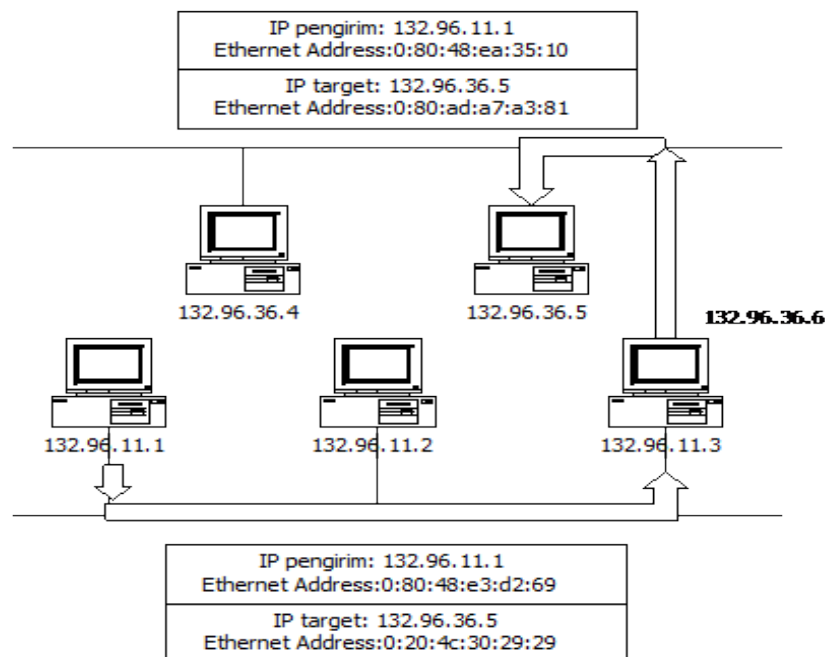 IP pengirim: 132.96.11.1
Ethernet Address:0:80:48:ea:35:10
IP target: 132.96.36.5
Ethernet Address:0:80:ad:a7:a3:81
132.96.36.4
132.96.36.5
132.96.36.6
132.96.11.1
132.96.11.2
132.96.11.3
IP pengirim: 132.96.11.1
Ethernet Address:0:80:48:e3:d2:69
IP target: 132.96.36.5
Ethernet Address:0:20:4c:30:29:29